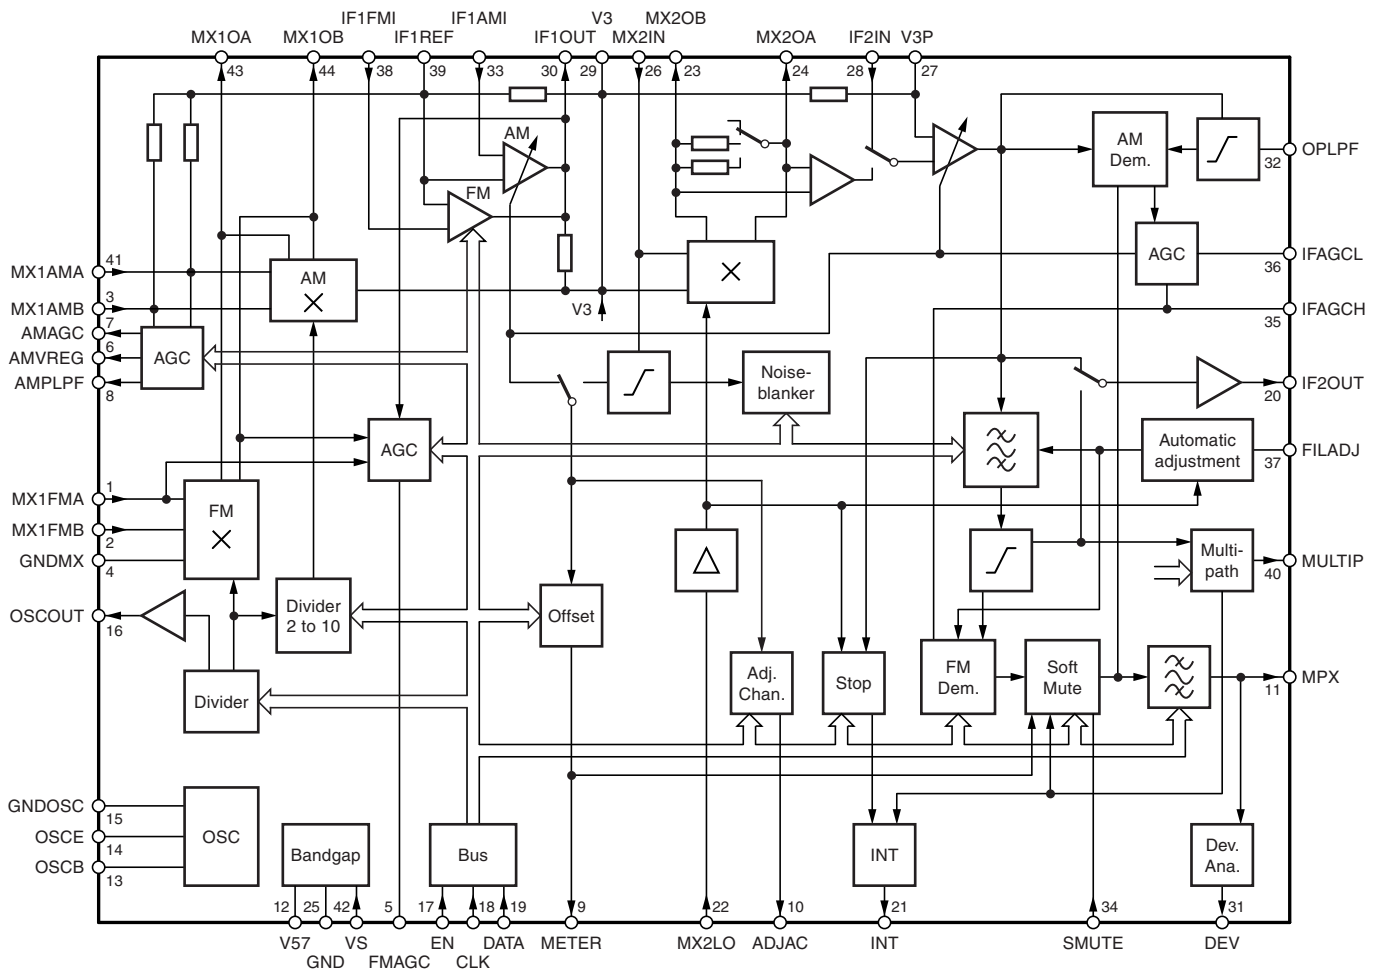 IF1FMI IF1AMI V3 MX2OB
MX1OA MX1OB IF1REF IF1OUT MX2IN MX2OA IF2IN V3P
43 44 38 39 33 30 29 26 23 24 28 27
AM
FM
AM
Dem.
32 OPLPF
AGC
36 IFAGCL
35 IFAGCH
41
MX1AMA
3
MX1AMB
7
AMAGC
6
AMVREG
AMPLPF
8
AGC
AM
V3
Noise-
blanker
20 IF2OUT
AGC
Automatic
adjustment
37 FILADJ
1
MX1FMA
MX1FMB
2
GNDMX
4
FM
Multi-
path
40 MULTIP
OSCOUT
16
Divider
2 to 10
Offset
Divider
Adj.
Chan.
Stop
FM
Dem.
Soft
Mute
11 MPX
GNDOSC
15
OSCE
14
OSCB
13
OSC
Bandgap
Bus
INT
Dev.
Ana.
12 25 42 5 17 18 19 9 22 10 21 34 31
V57 VS EN DATA METER MX2LO ADJAC INT SMUTE DEV
GND FMAGC CLK